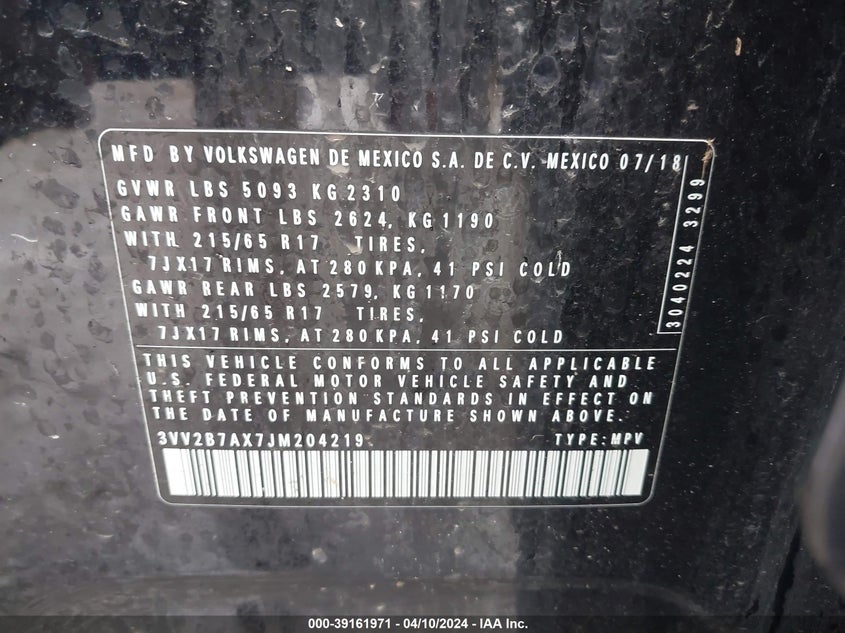 MFD BY VOLKSWAGEN DE MEXICO S.A. DE C.V. MEXICO 07/18
GVWR LBS 5093 KG 2310
GAWR FRONT LBS 2624, KG 1190
WITH 215/65 R17 TIRES,
7JX17 RIMS, AT 280 KPA, 41 PSI COLD
GAWR REAR LBS 2579, KG 1170
WITH 215/65 R17 TIRES,
7JX17 RIMS, AT 280 KPA, 41 PSI COLD
3040224 3299
THIS VEHICLE CONFORMS TO ALL APPLICABLE
U.S. FEDERAL MOTOR VEHICLE SAFETY AND
THEFT PREVENTION STANDARDS IN EFFECT ON
THE DATE OF MANUFACTURE SHOWN ABOVE.
3VV2B7AX7JM204219 TYPE: MPV
000-39161971 - 04/10/2024 - IAA Inc.